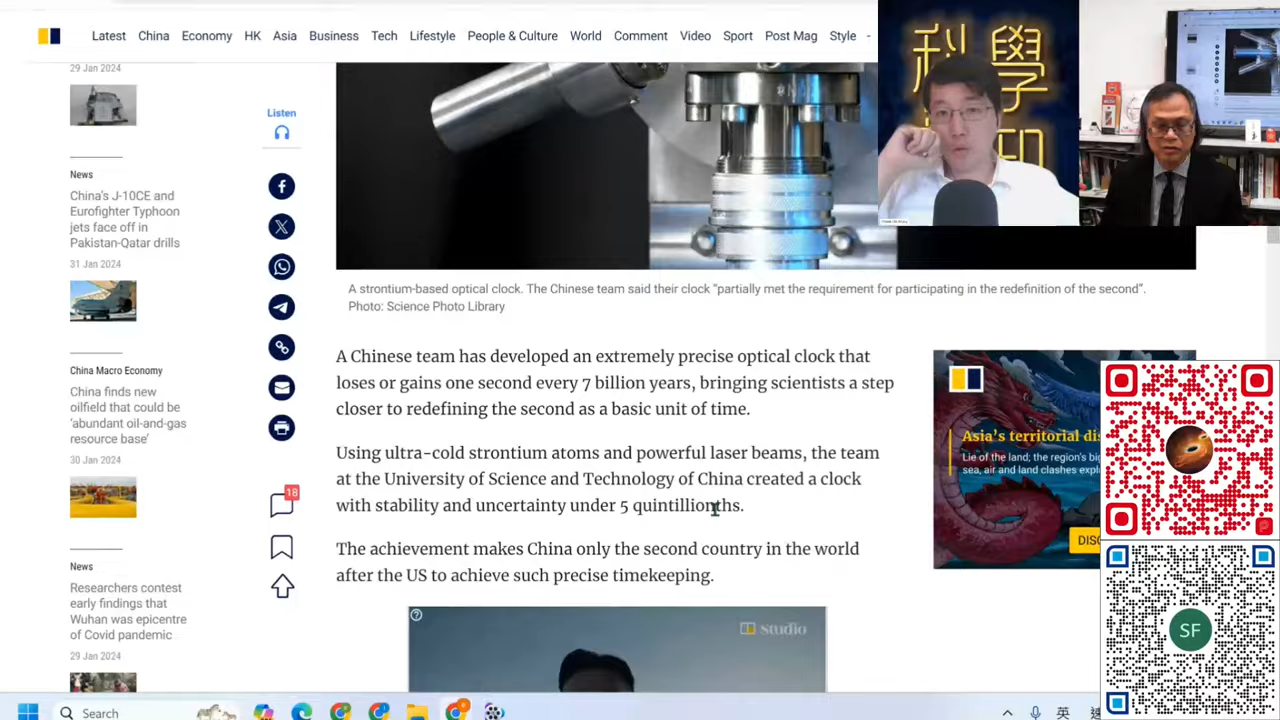 Latest China Economy HK Asia Business Tech Lifestyle People & Culture World Comment Video Sport Post Mag Style
29 Jan 2024
News
China's J-10CE and
Eurofighter Typhoon
jets face off in
Pakistan-Qatar drills
31 Jan 2024
China Macro Economy
China finds new
oilfield that could be
'abundant oil-and-gas
resource base'
30 Jan 2024
News
Researchers contest
early findings that
Wuhan was epicentre
of Covid pandemic
29 Jan 2024
Listen
18
A strontium-based optical clock. The Chinese team said their clock "partially met the requirement for participating in the redefinition of the second".
Photo: Science Photo Library
A Chinese team has developed an extremely precise optical clock that
loses or gains one second every 7 billion years, bringing scientists a step
closer to redefining the second as a basic unit of time.
Using ultra-cold strontium atoms and powerful laser beams, the team
at the University of Science and Technology of China created a clock
with stability and uncertainty under 5 quintillionths.
The achievement makes China only the second country in the world
after the US to achieve such precise timekeeping.
studio
科學
印
Asia's territorial dis
Lie of the land; the region's big
sea, air and land clashes expl
DISC
SF
Search
英